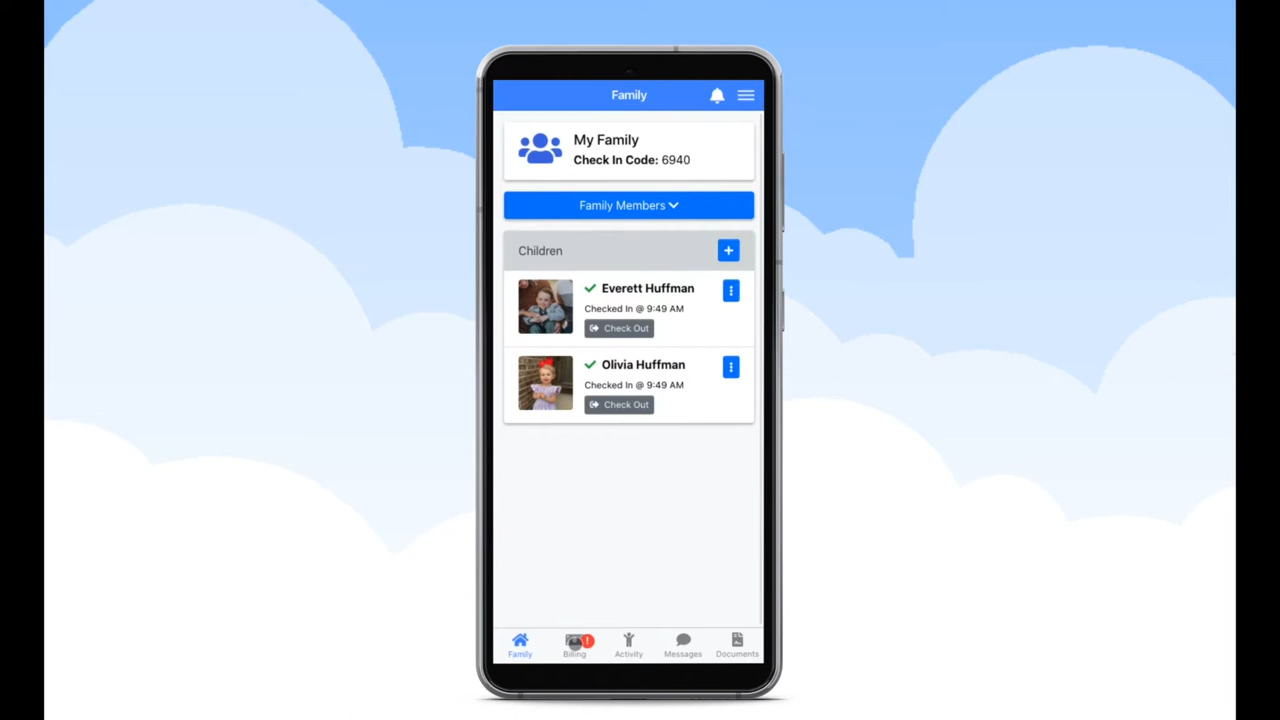 Family
My Family
Check In Code: 6940
Family Members
Children
Everett Huffman
Checked In @ 9:49 AM
Check Out
Olivia Huffman
Checked In @ 9:49 AM
Check Out
!
Family Billing Activity Messages Documents